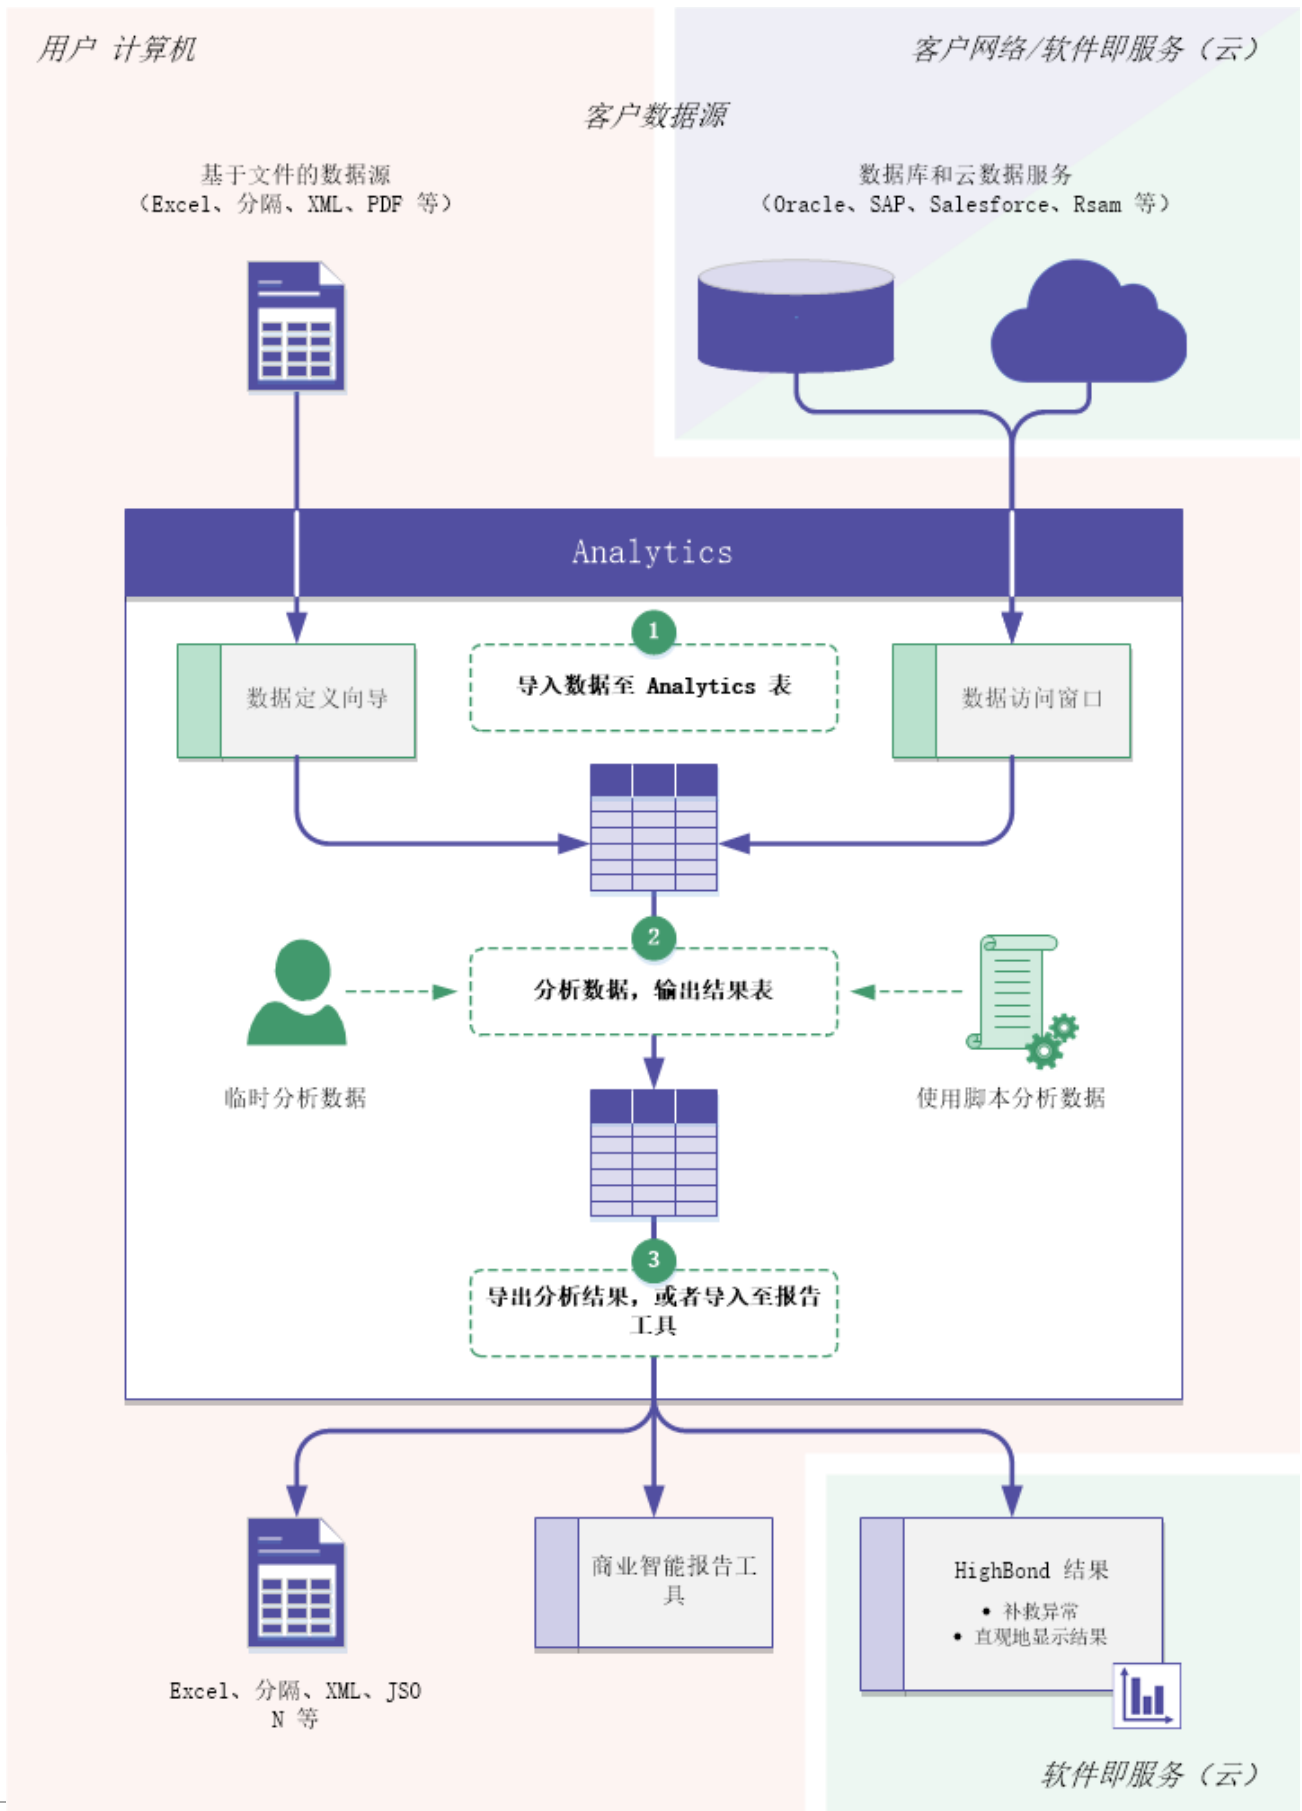 用户 计算机
客户网络/软件即服务（云）
客户数据源
基于文件的数据源
（Excel、分隔、XML、PDF 等）
数据库和云数据服务
（Oracle、SAP、Salesforce、Rsam 等）
Analytics
1
导入数据至 Analytics 表
数据定义向导
数据访问窗口
2
分析数据，输出结果表
临时分析数据
使用脚本分析数据
3
导出分析结果，或者导入至报告
工具
Excel、分隔、XML、JSO
N 等
商业智能报告工
具
HighBond 结果
• 补救异常
• 直观地显示结果
软件即服务（云）